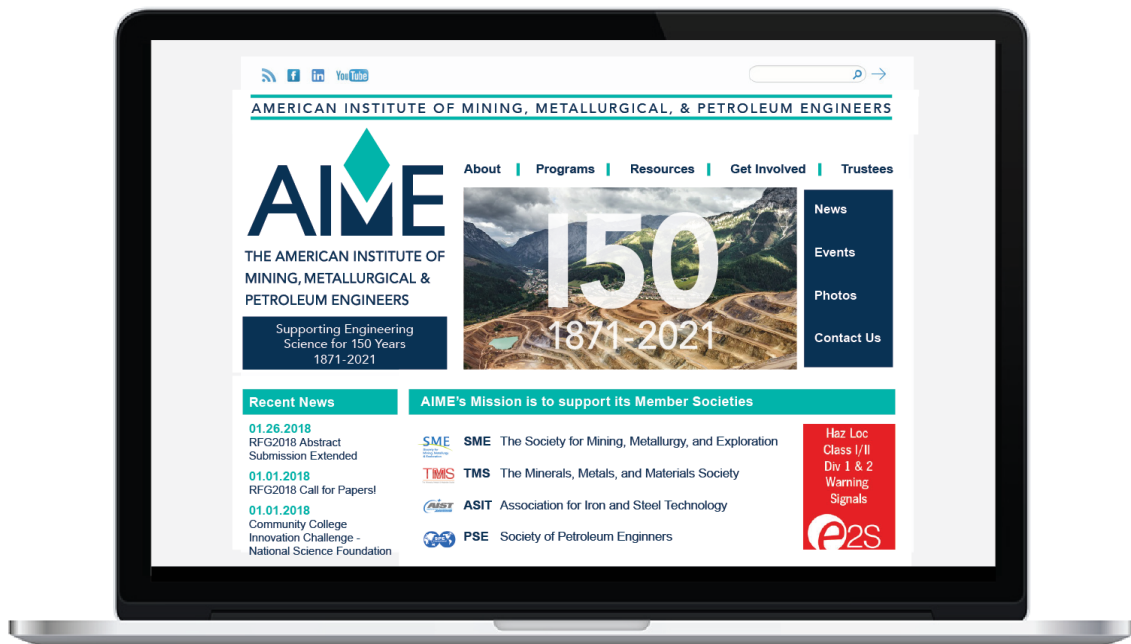 You Tube
AMERICAN INSTITUTE OF MINING, METALLURGICAL, & PETROLEUM ENGINEERS
AIME
THE AMERICAN INSTITUTE OF
MINING, METALLURGICAL &
PETROLEUM ENGINEERS
Supporting Engineering
Science for 150 Years
1871-2021
About | Programs | Resources | Get Involved | Trustees
150
1871-2021
News
Events
Photos
Contact Us
Recent News
01.26.2018
RFG2018 Abstract
Submission Extended
01.01.2018
RFG2018 Call for Papers!
01.01.2018
Community College
Innovation Challenge -
National Science Foundation
AIME's Mission is to support its Member Societies
SME SME The Society for Mining, Metallurgy, and Exploration
TMS TMS The Minerals, Metals, and Materials Society
AIST ASIT Association for Iron and Steel Technology
PSE Society of Petroleum Enginners
Haz Loc
Class I/II
Div 1 & 2
Warning
Signals
e2S